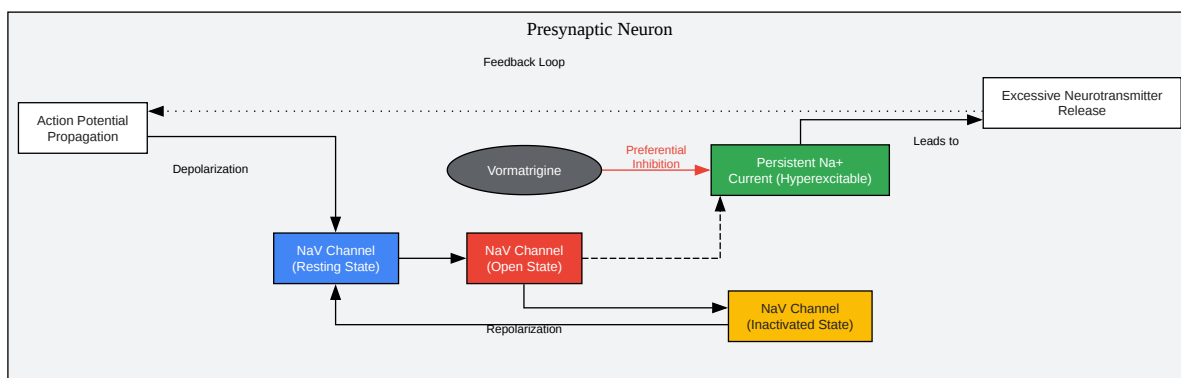 Presynaptic Neuron
Feedback Loop
Action Potential
Propagation
Excessive Neurotransmitter
Release
Depolarization
Leads to
Vormatrigine
Preferential
Inhibition
Persistent Na+
Current (Hyperexcitable)
NaV Channel
(Resting State)
NaV Channel
(Open State)
NaV Channel
(Inactivated State)
Repolarization